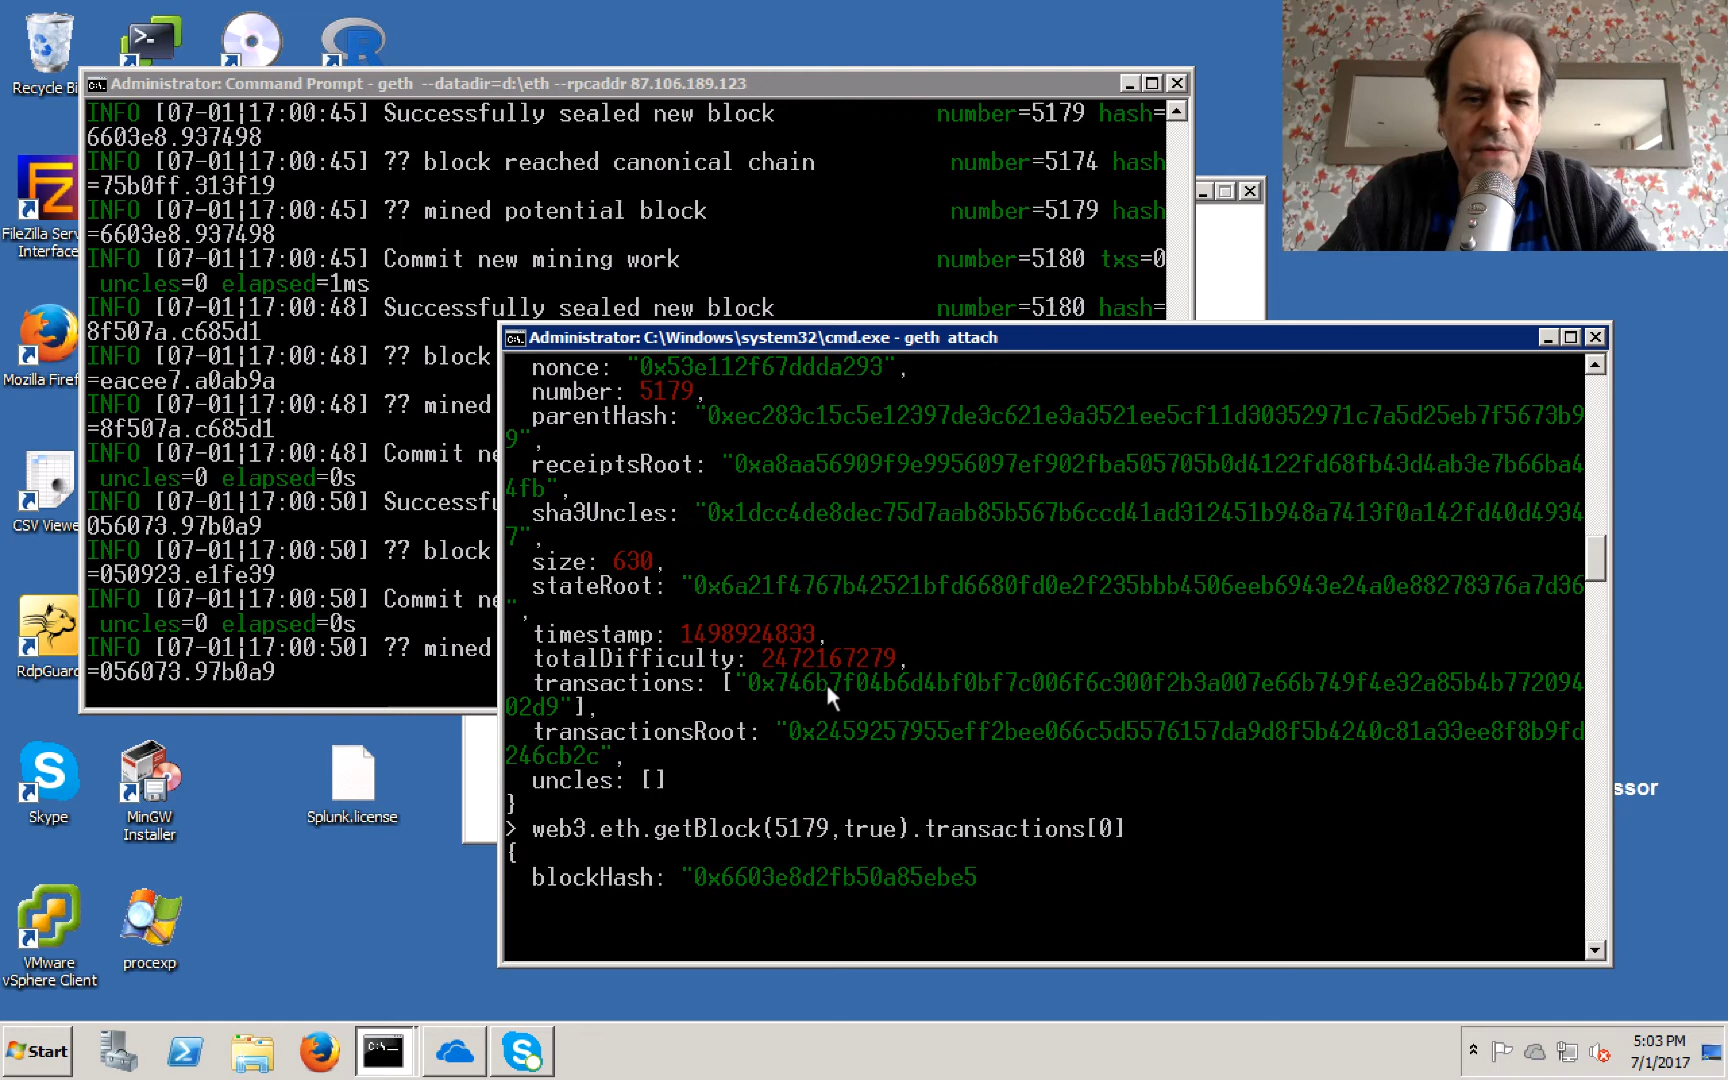 Recycle Bi
Administrator: Command Prompt - geth --datadir=d:\eth --rpcaddr 87.106.189.123
INFO [07-01|17:00:45] Successfully sealed new block number=5179 hash=
6603e8.937498
INFO [07-01|17:00:45] ?? block reached canonical chain number=5174 hash
=75b0ff.313f19
INFO [07-01|17:00:45] ?? mined potential block number=5179 hash
=6603e8.937498
INFO [07-01|17:00:45] Commit new mining work number=5180 txs=0
uncles=0 elapsed=1ms
INFO [07-01|17:00:48] Successfully sealed new block number=5180 hash=
8f507a.c685d1
INFO [07-01|17:00:48] ?? block
=eacee7.a0ab9a
INFO [07-01|17:00:48] ?? mined
=8f507a.c685d1
INFO [07-01|17:00:48] Commit ne
uncles=0 elapsed=0s
INFO [07-01|17:00:50] Successfu
056073.97b0a9
INFO [07-01|17:00:50] ?? block
=050923.e1fe39
INFO [07-01|17:00:50] Commit ne
uncles=0 elapsed=0s
INFO [07-01|17:00:50] ?? mined
=056073.97b0a9
FileZilla Serv
Interface
Mozilla Firef
CSV Viewe
RdpGuard
Administrator: C:\Windows\system32\cmd.exe - geth attach
nonce: "0x53e112f67ddda293",
number: 5179,
parentHash: "0xec283c15c5e12397de3c621e3a3521ee5cf11d30352971c7a5d25eb7f5673b9
9",
receiptsRoot: "0xa8aa56909f9e9956097ef902fba505705b0d4122fd68fb43d4ab3e7b66ba4
4fb",
sha3Uncles: "0x1dcc4de8dec75d7aab85b567b6ccd41ad312451b948a7413f0a142fd40d4934
7",
size: 630,
stateRoot: "0x6a21f4767b42521bfd6680fd0e2f235bbb4506eeb6943e24a0e88278376a7d36
",
timestamp: 1498924833,
totalDifficulty: 2472167279,
transactions: ["0x746b7f04b6d4bf0bf7c006f6c300f2b3a007e66b749f4e32a85b4b772094
02d9"],
transactionsRoot: "0x2459257955eff2bee066c5d5576157da9d8f5b4240c81a33ee8f8b9fd
246cb2c",
uncles: []
}
> web3.eth.getBlock(5179,true).transactions[0]
{
blockHash: "0x6603e8d2fb50a85ebe5
ssor
Skype
MinGW
Installer
Splunk.license
VMware
vSphere Client
procexp
Start
5:03 PM
7/1/2017